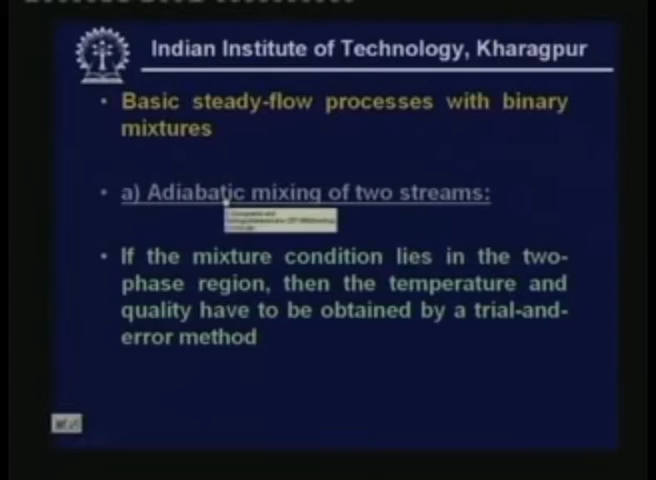 Indian Institute of Technology, Kharagpur
• Basic steady-flow processes with binary
mixtures
• a) Adiabatic mixing of two streams:
• If the mixture condition lies in the two-
phase region, then the temperature and
quality have to be obtained by a trial-and-
error method